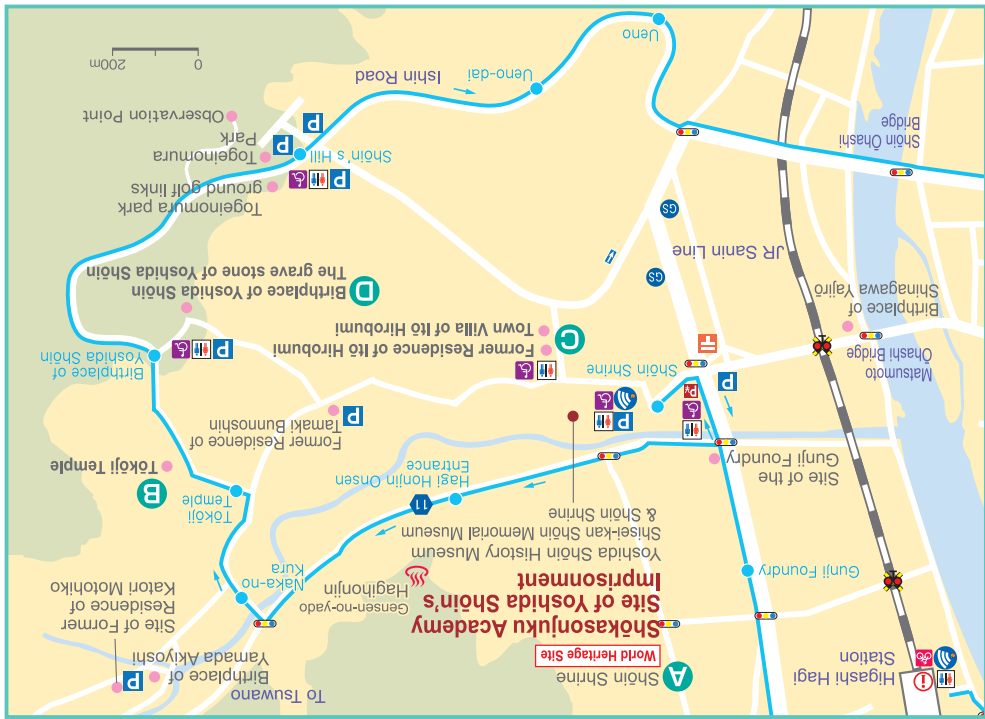 Higashi Hagi
Station
A
Shōin Shrine
World Heritage Site
Shōkasonjuku Academy
Site of Yoshida Shōin's
Imprisonment
Yoshida Shōin History Museum
Shisei-kan Shōin Memorial Museum
& Shōin Shrine
To Tsuwano
Birthplace of
Yamada Akiyoshi
P
Site of Former
Residence of
Katori Motohiko
Gensen-no-yado
Hagihonjin
Naka-no
Kura
Gunji Foundry
11
Hagi Honjin Onsen
Entrance
Tōkōji
Temple
B
Tōkōji Temple
Site of the
Gunji Foundry
Former Residence of
Tamaki Bunnoshin
P
P
P
P*
Shōin Shrine
Matsumoto
Ōhashi Bridge
C
Former Residence of Itō Hirobumi
Town Villa of Itō Hirobumi
Birthplace of
Yoshida Shōin
P
Birthplace of
Shinagawa Yajirō
D
Birthplace of Yoshida Shōin
The grave stone of Yoshida Shōin
JR Sanin Line
GS
GS
Togeinomura park
ground golf links
P
Shōin's Hill
Togeinomura
Park
P
P
Observation Point
Shōin Ōhashi
Bridge
Ueno-dai
Ishin Road
Ueno
0
200m